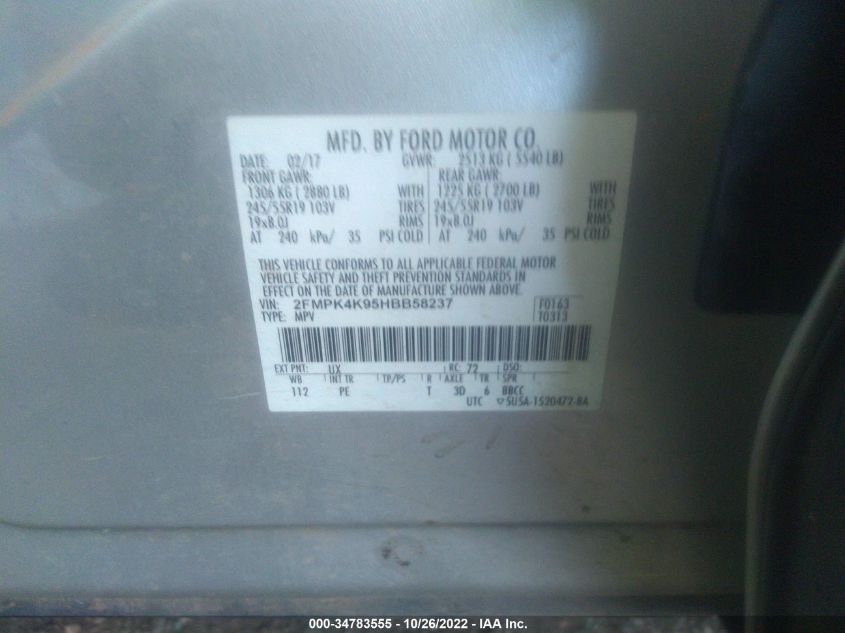 MFD. BY FORD MOTOR CO.
DATE: 02/17 GVWR: 2513 KG ( 5540 LB)
FRONT GAWR: REAR GAWR:
1306 KG ( 2880 LB) WITH 1225 KG ( 2700 LB) WITH
245/55R19 103V TIRES 245/55R19 103V TIRES
19x8.0J RIMS 19x8.0J RIMS
AT 240 kPa/ 35 PSI COLD AT 240 kPa/ 35 PSI COLD
THIS VEHICLE CONFORMS TO ALL APPLICABLE FEDERAL MOTOR
VEHICLE SAFETY AND THEFT PREVENTION STANDARDS IN
EFFECT ON THE DATE OF MANUFACTURE SHOWN ABOVE.
VIN: 2FMPK4K95HBB58237 F0163
TYPE: MPV T0313
EXT PNT: UX RC: 72 DSO:
WB INT TR TP/PS R AXLE TR SPR
112 PE T 3D 6 BBCC
UTC 5U5A-1520472-BA
000-34783555 - 10/26/2022 - IAA Inc.